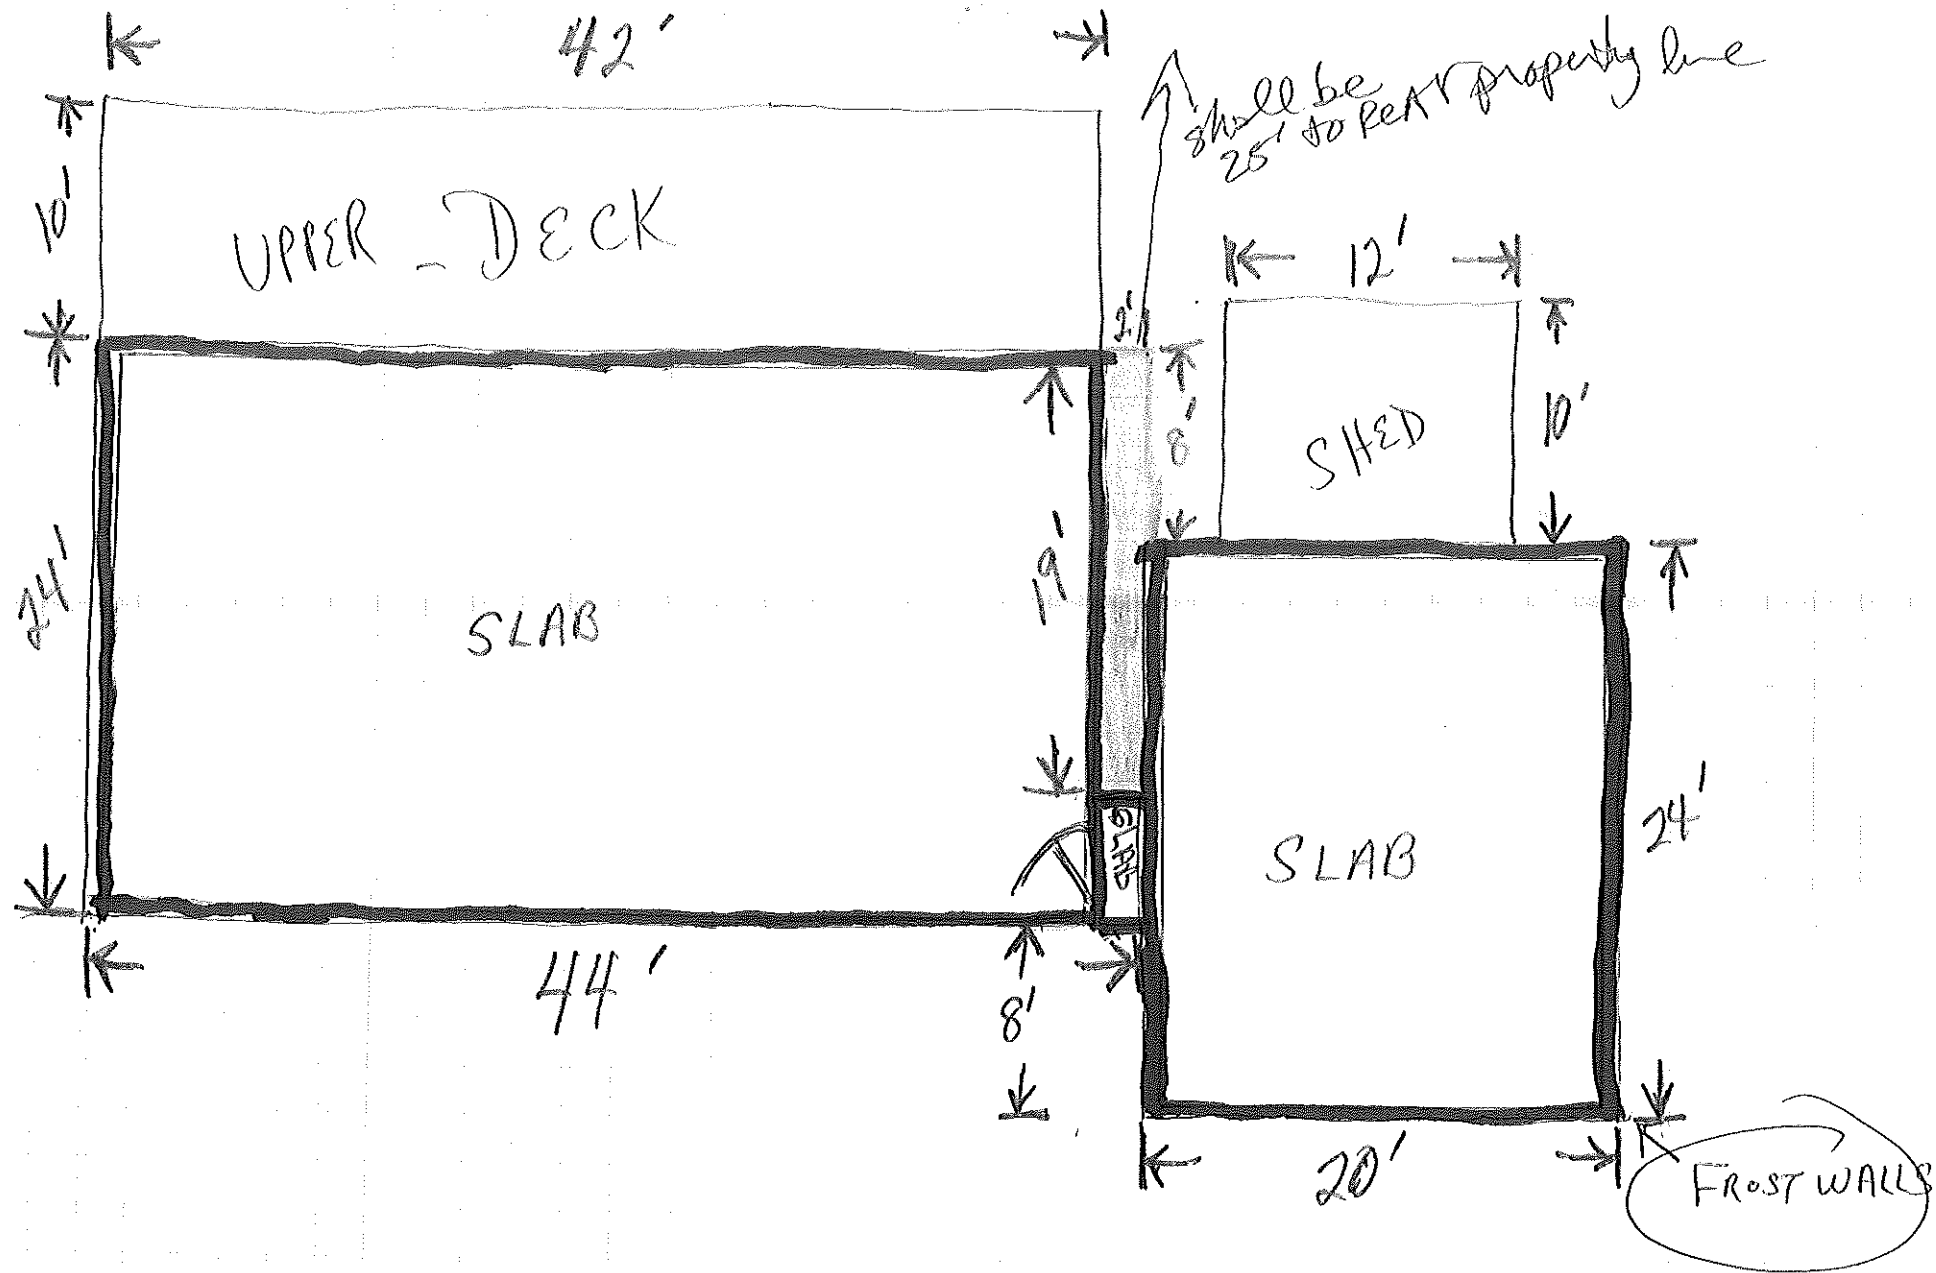 42'
shall be
25' to ReAr property line
10'
UPPER - DECK
12'
2'
8'
SHED
10'
24'
19'
SLAB
SLAB
SLAB
24'
44'
8'
20'
FROST WALLS